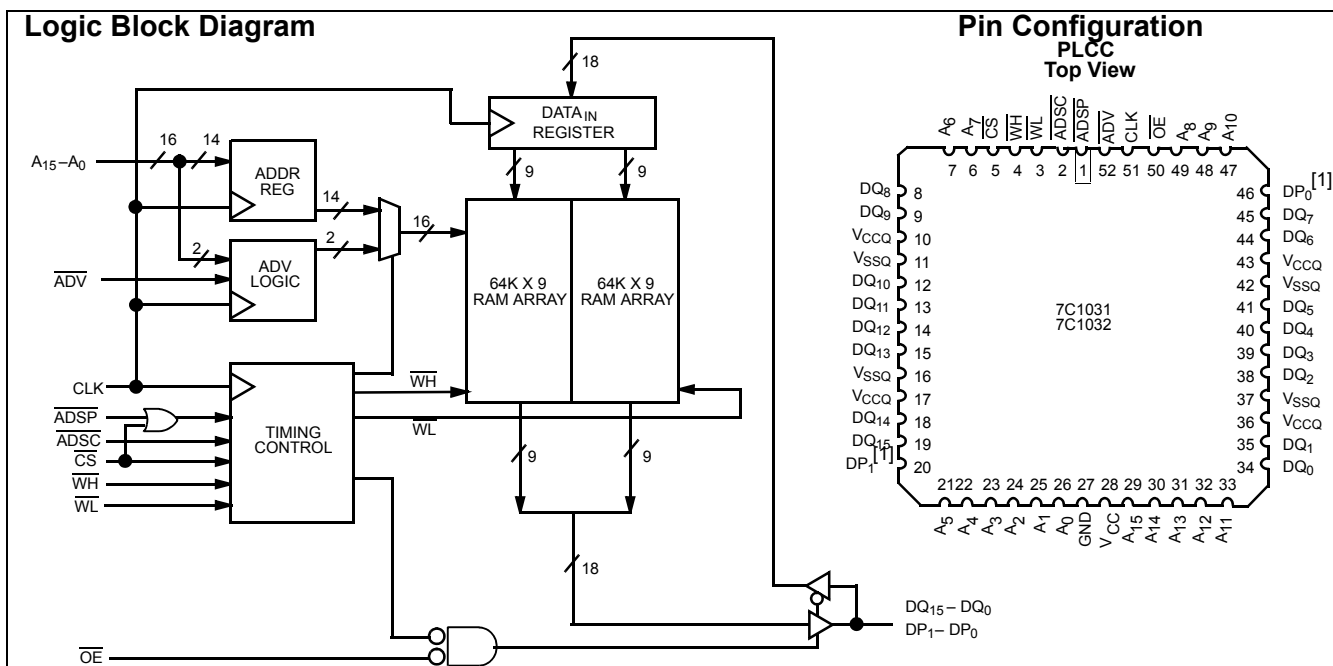 Logic Block Diagram
18
DATA IN
REGISTER
16
14
A15–A0
ADDR
REG
9
9
14
16
2
2
ADV
LOGIC
ADV
64K X 9
RAM ARRAY
64K X 9
RAM ARRAY
CLK
WH
ADSP
WL
ADSC
TIMING
CONTROL
CS
9
9
WH
WL
18
DQ15 – DQ0
DP1 – DP0
OE
Pin Configuration
PLCC
Top View
A6 A7 CS WH WL ADSC ADSP ADV CLK OE A8 A9 A10
7 6 5 4 3 2 1 52 51 50 49 48 47
DQ8 8
DQ9 9
VCCQ 10
VSSQ 11
DQ10 12
DQ11 13
DQ12 14
DQ13 15
VSSQ 16
VCCQ 17
DQ14 18
DQ15 19
DP1[1] 20
7C1031
7C1032
46 DP0[1]
45 DQ7
44 DQ6
43 VCCQ
42 VSSQ
41 DQ5
40 DQ4
39 DQ3
38 DQ2
37 VSSQ
36 VCCQ
35 DQ1
34 DQ0
21 22 23 24 25 26 27 28 29 30 31 32 33
A5 A4 A3 A2 A1 A0 GND VCC A15 A14 A13 A12 A11